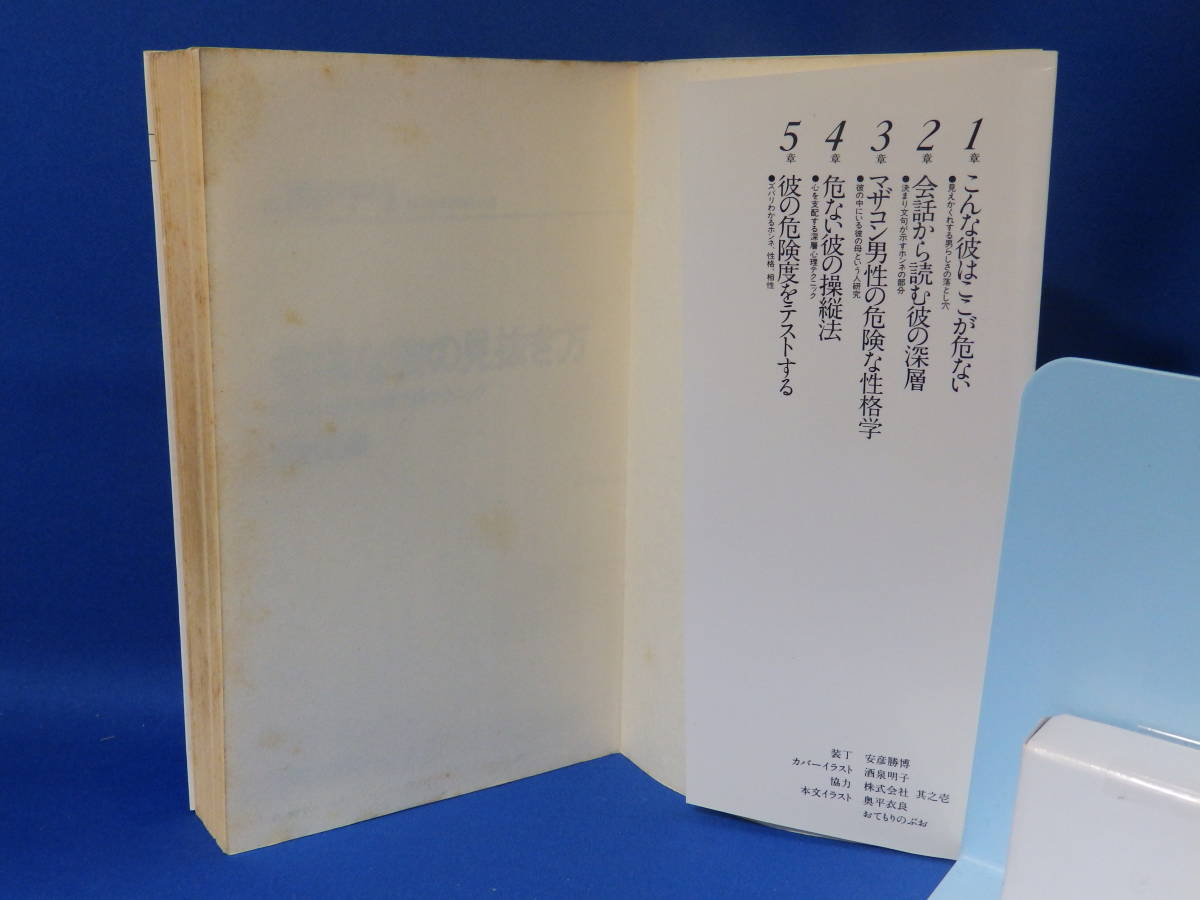 1章 こんな彼はここが危ない
●見えかくれする男らしさの落とし穴
2章 会話から読む彼の深層
●決まり文句が示すホンネの部分
3章 マザコン男性の危険な性格学
●彼の中にいる彼の母という人研究
4章 危ない彼の操縦法
●心を支配する深層心理テクニック
5章 彼の危険度をテストする
●ズバリわかるホンネ、性格、相性
装丁 安彦勝博
カバーイラスト 酒泉明子
協力 株式会社 其之壱
本文イラスト 奥平衣良
おてもりのぶお
の見抜き方